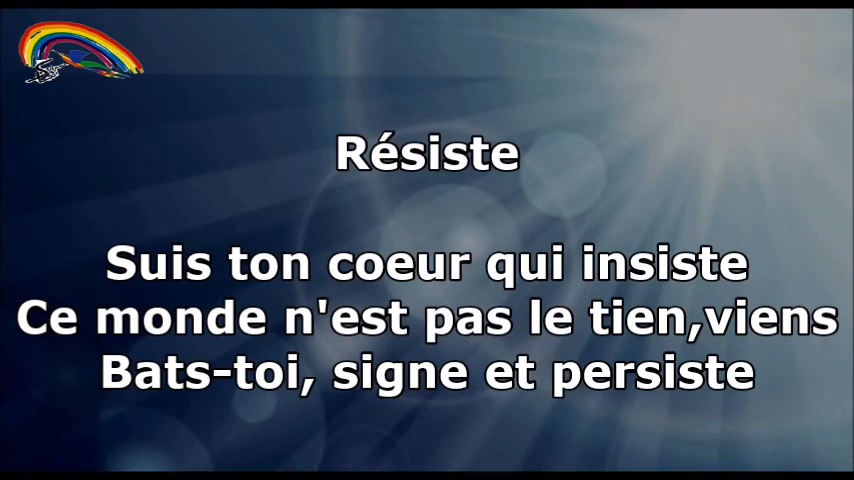 Résiste
Suis ton coeur qui insiste
Ce monde n'est pas le tien,viens
Bats-toi, signe et persiste